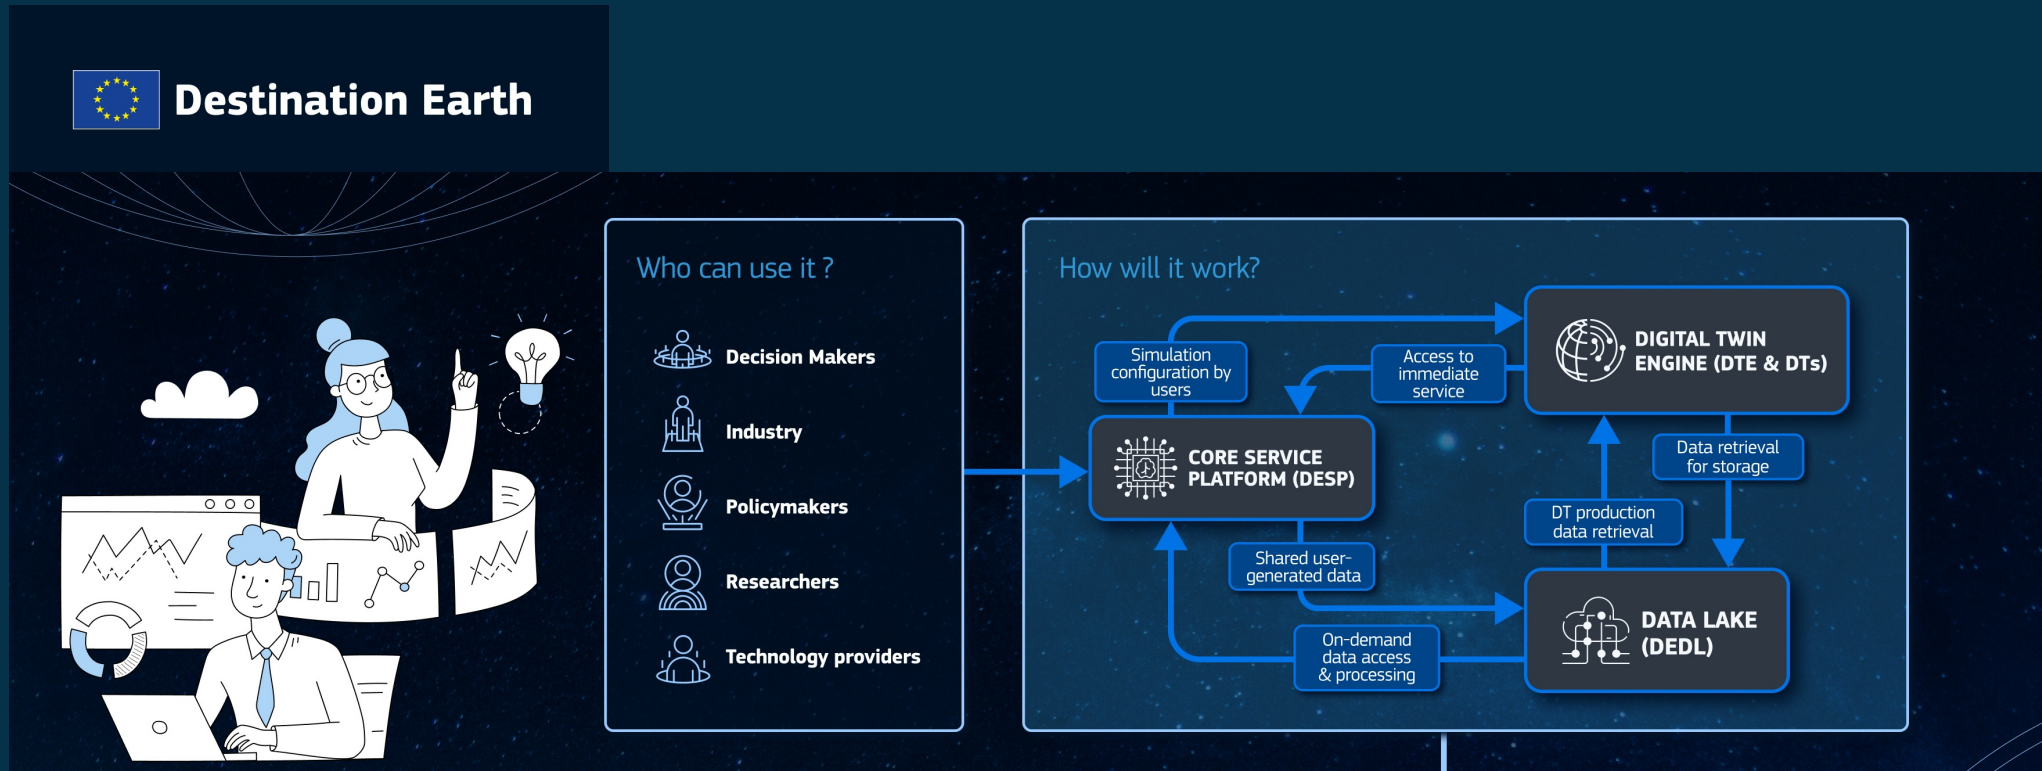 Destination Earth
Who can use it ?
Decision Makers
Industry
Policymakers
Researchers
Technology providers
How will it work?
Simulation
configuration by
users
Access to
immediate
service
DIGITAL TWIN
ENGINE (DTE & DTs)
CORE SERVICE
PLATFORM (DESP)
Data retrieval
for storage
DT production
data retrieval
Shared user-
generated data
On-demand
data access
& processing
DATA LAKE
(DEDL)